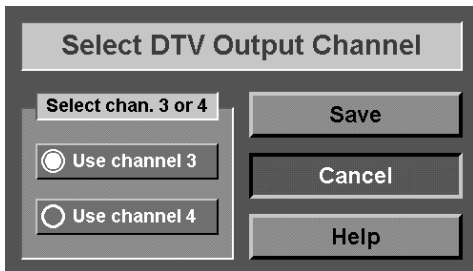 Select DTV Output Channel
Select chan. 3 or 4
Use channel 3
Use channel 4
Save
Cancel
Help